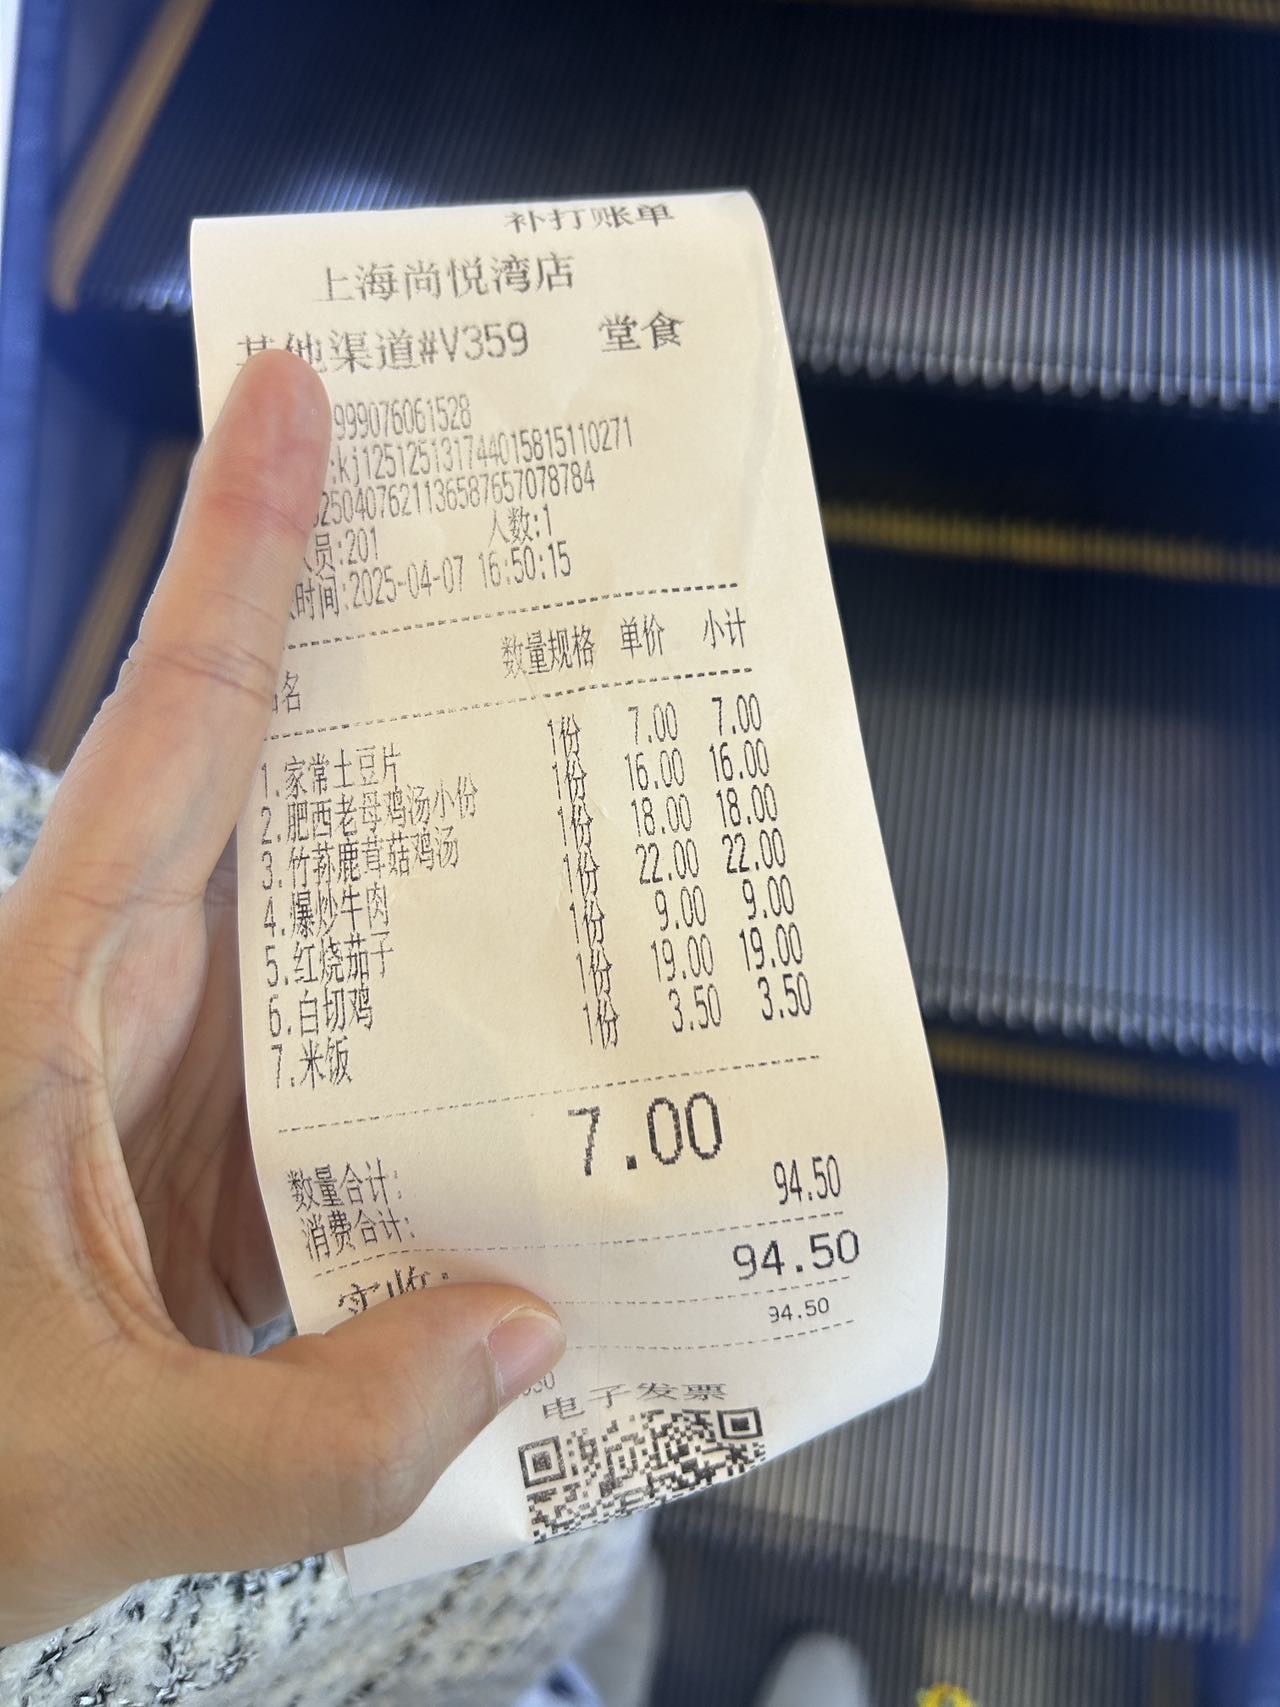 补打账单
上海尚悦湾店
其他渠道#V359 堂食
999076061528
:kj12512513174401581511027​1
25040762113658765707878​4
员:201 人数:1
时间:2025-04-07 16:50:15
名 数量规格 单价 小计
1.家常土豆片 1份 7.00 7.00
2.肥西老母鸡汤小份 1份 16.00 16.00
3.竹荪鹿茸菇鸡汤 1份 18.00 18.00
4.爆炒牛肉 1份 22.00 22.00
5.红烧茄子 1份 9.00 9.00
6.白切鸡 1份 19.00 19.00
7.米饭 1份 3.50 3.50
数量合计: 7.00
消费合计: 94.50
实收: 94.50
94.50
电子发票